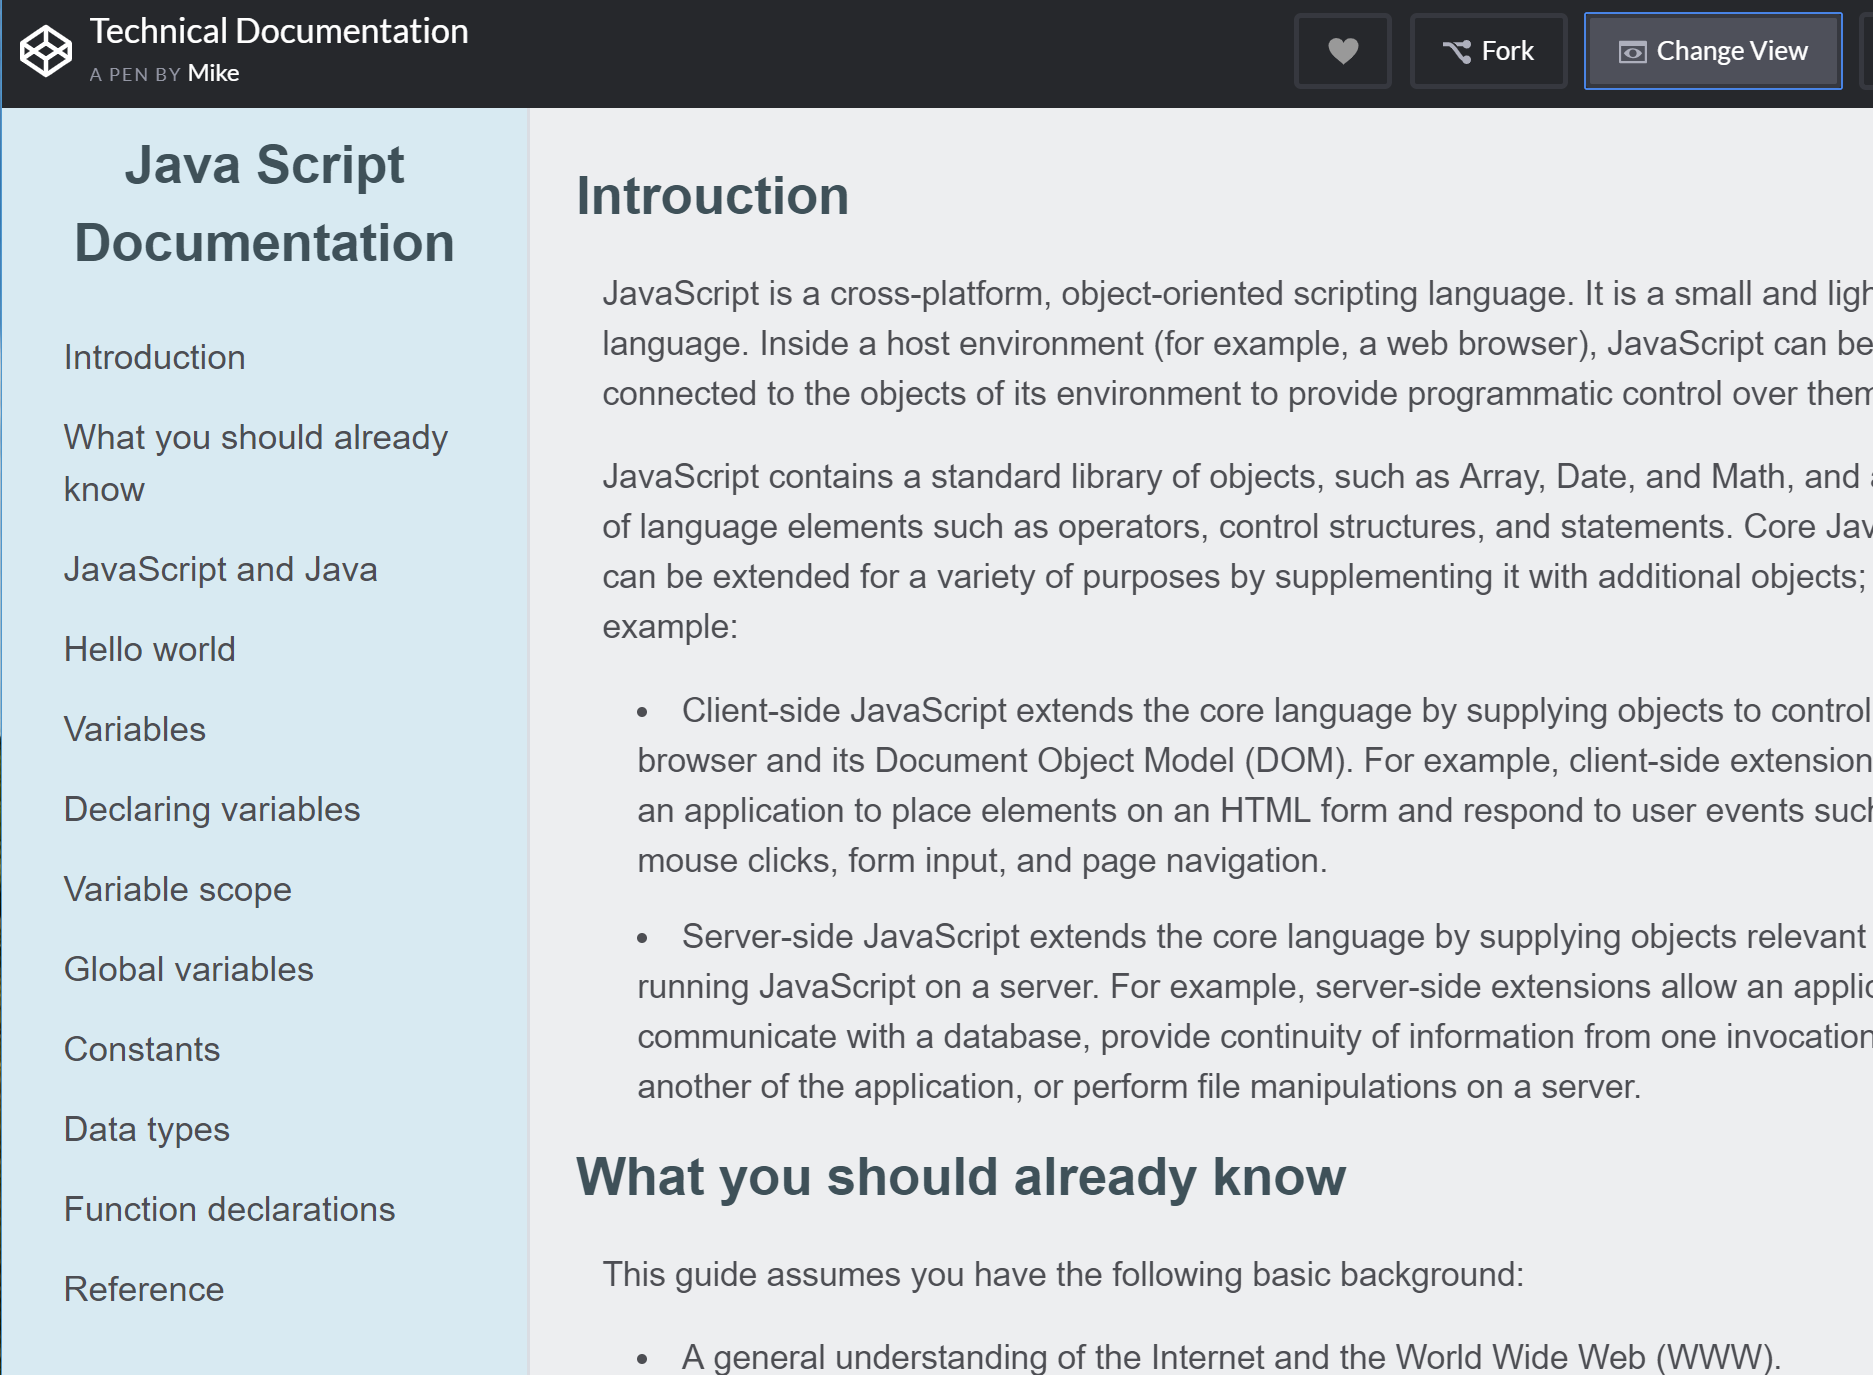 Technical Documentation
A PEN BY Mike
Fork
Change View
Java Script
Documentation
Introduction
What you should already
know
JavaScript and Java
Hello world
Variables
Declaring variables
Variable scope
Global variables
Constants
Data types
Function declarations
Reference
Introuction
JavaScript is a cross-platform, object-oriented scripting language. It is a small and
language. Inside a host environment (for example, a web browser), JavaScript can be
connected to the objects of its environment to provide programmatic control over
JavaScript contains a standard library of objects, such as Array, Date, and Math, and
of language elements such as operators, control structures, and statements. Core
can be extended for a variety of purposes by supplementing it with additional objects;
example:
• Client-side JavaScript extends the core language by supplying objects to control
browser and its Document Object Model (DOM). For example, client-side
an application to place elements on an HTML form and respond to user events
mouse clicks, form input, and page navigation.
• Server-side JavaScript extends the core language by supplying objects relevant
running JavaScript on a server. For example, server-side extensions allow an
communicate with a database, provide continuity of information from one invocation
another of the application, or perform file manipulations on a server.
What you should already know
This guide assumes you have the following basic background:
• A general understanding of the Internet and the World Wide Web (WWW).